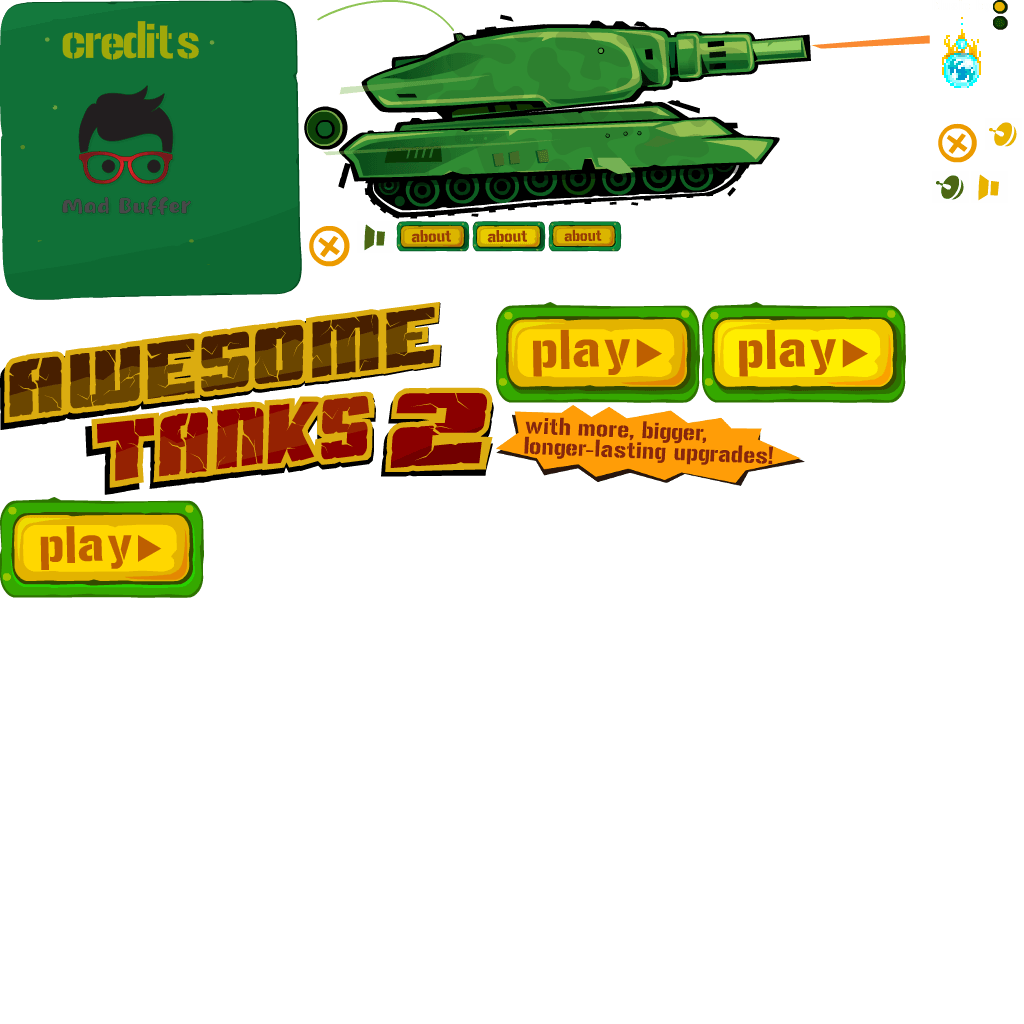 credits
Mad Buffer
about
about
about
AWESOME
TANKS 2
play
play
with more, bigger,
longer-lasting upgrades!
play